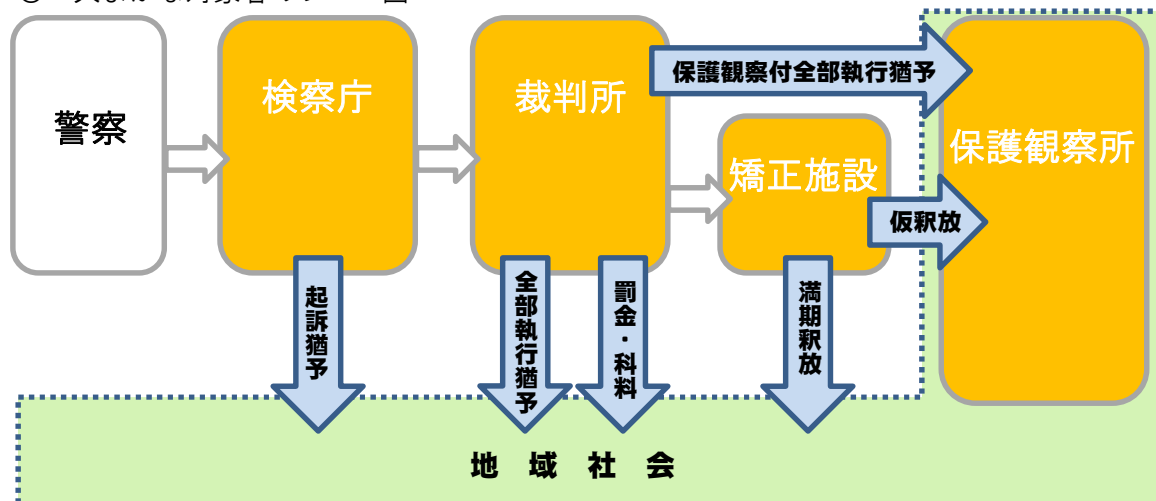 警察
検察庁
裁判所
保護観察付全部執行猶予
保護観察所
矯正施設
仮釈放
起訴猶予
全部執行猶予
罰金・科料
満期釈放
地域社会